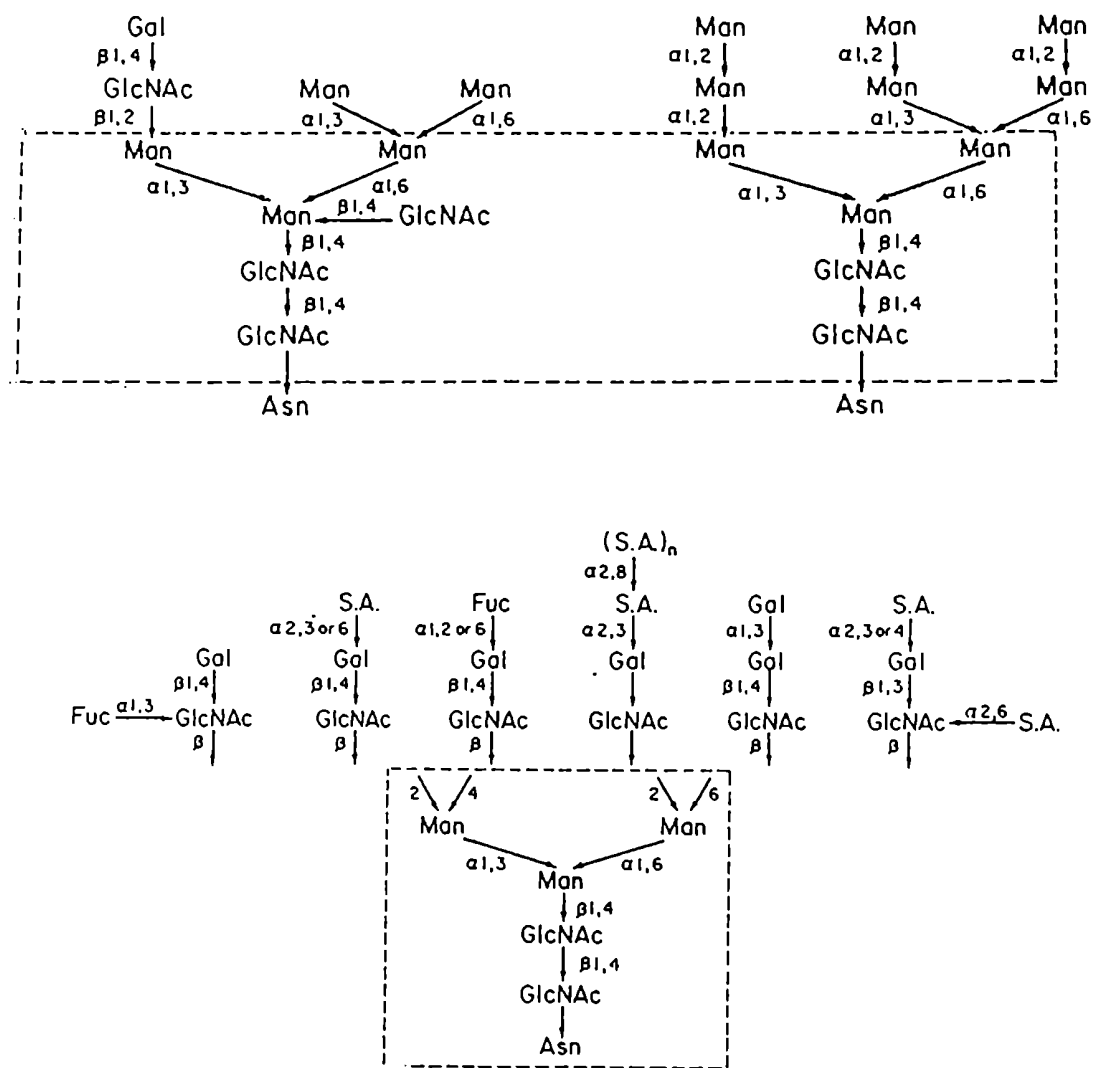 Gal Man Man Man
β1,4 α1,2 α1,2 α1,2
GlcNAc Man Man Man Man Man
β1,2 α1,3 α1,6 α1,2 α1,3 α1,6
Man Man Man Man
α1,3 α1,6 α1,3 α1,6
Man β1,4 GlcNAc Man
β1,4 β1,4
GlcNAc GlcNAc
β1,4 β1,4
GlcNAc GlcNAc
Asn Asn
(S.A.)n
α2,8
S.A. Fuc S.A. Gal S.A.
α2,3 or 6 α1,2 or 6 α2,3 α1,3 α2,3 or 4
Gal Gal Gal Gal Gal Gal
β1,4 β1,4 β1,4 β1,4 β1,3
Fuc α1,3 GlcNAc GlcNAc GlcNAc GlcNAc GlcNAc GlcNAc α2,6 S.A.
β β β β β
2 4 2 6
Man Man
α1,3 α1,6
Man
β1,4
GlcNAc
β1,4
GlcNAc
Asn